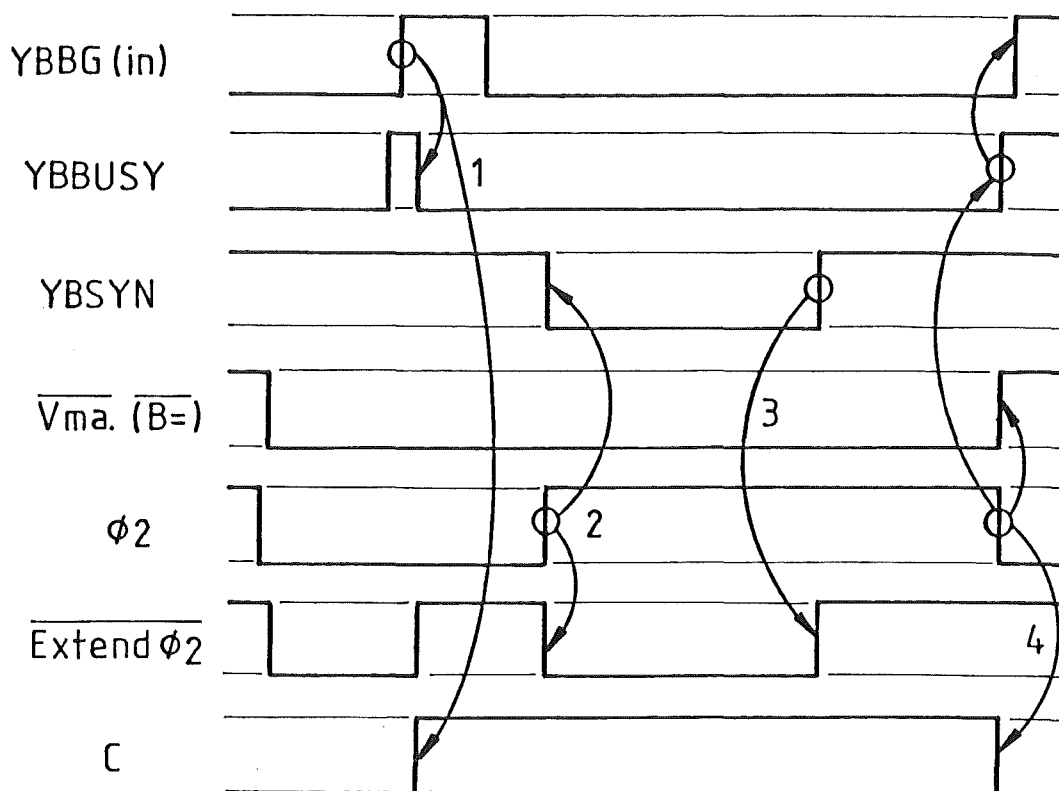 YBBG (in)
YBBUSY
1
YBSYN
Vma. (B=)
3
φ2
2
Extend φ2
4
C